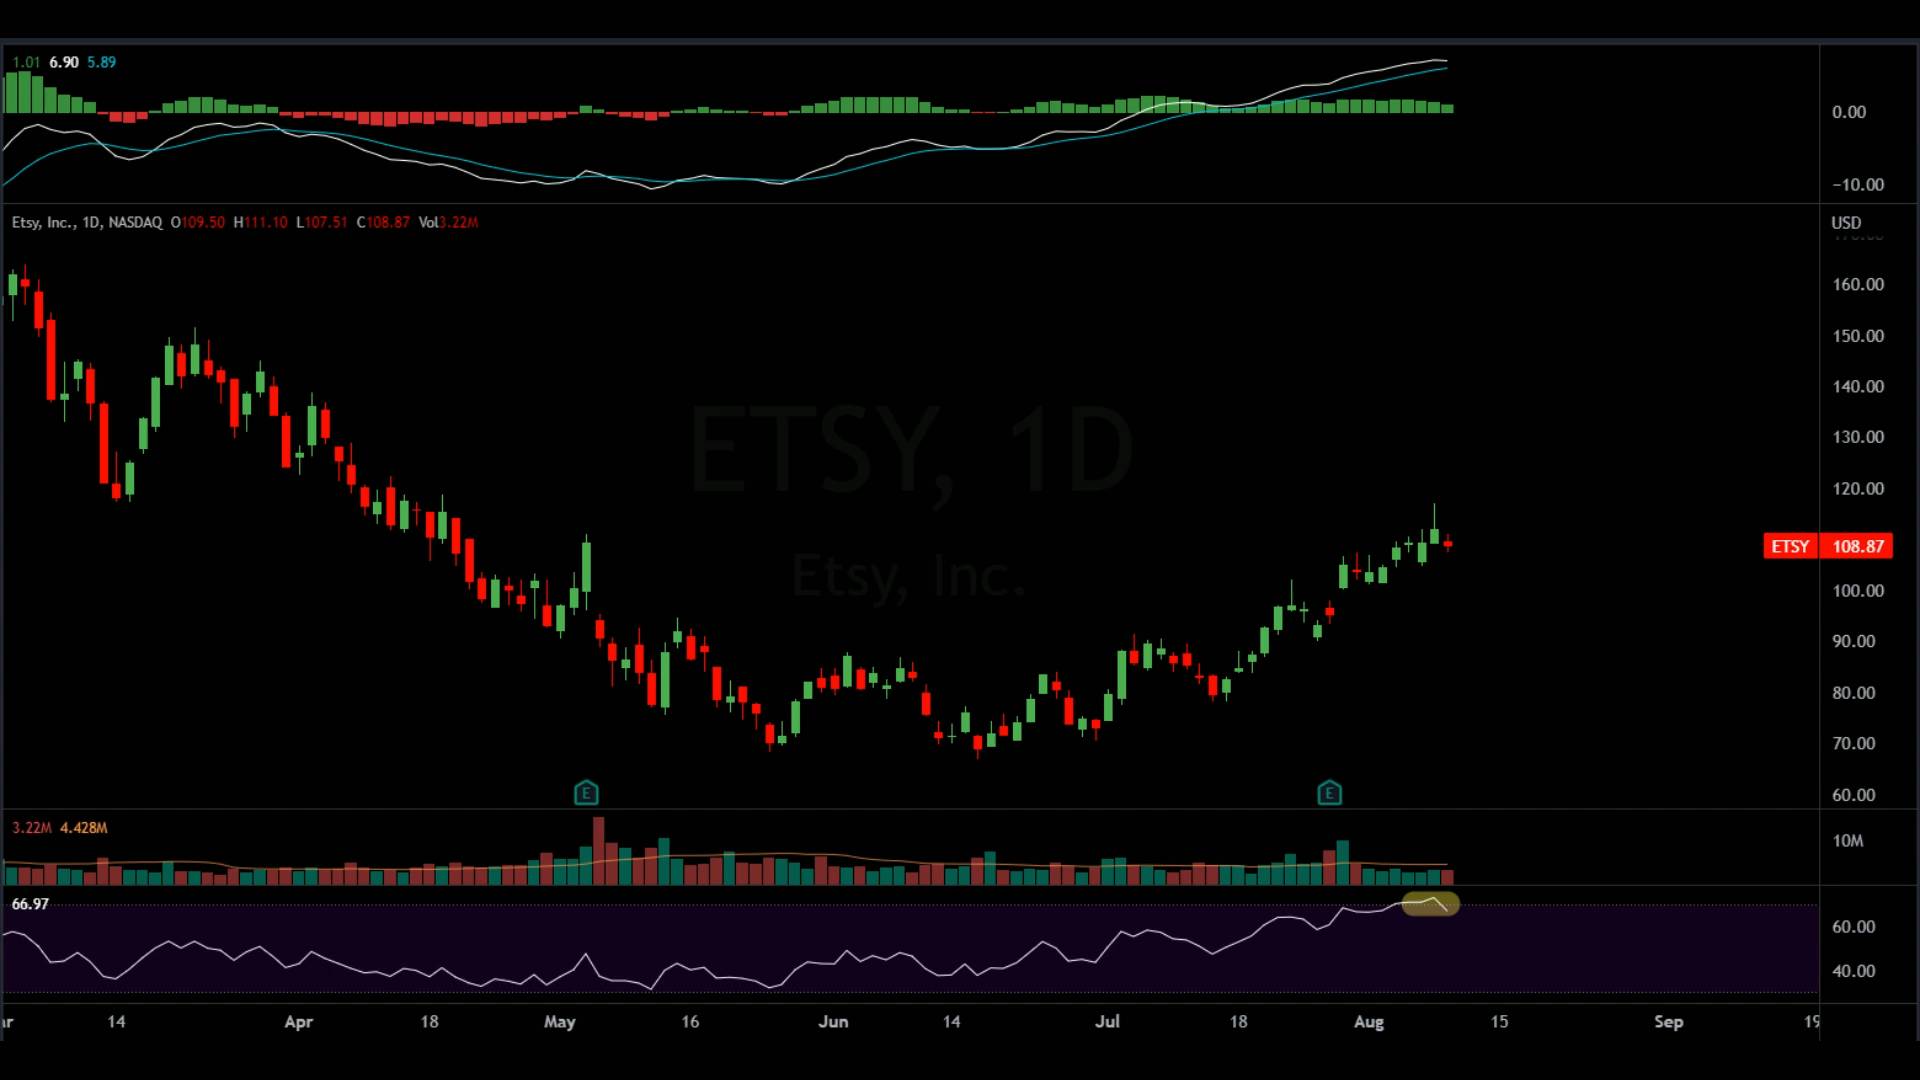 1.01 6.90 5.89
0.00
−10.00
Etsy, Inc., 1D, NASDAQ O109.50 H111.10 L107.51 C108.87 Vol3.22M
USD
160.00
150.00
140.00
130.00
120.00
ETSY, 1D
Etsy, Inc.
ETSY 108.87
100.00
90.00
80.00
70.00
60.00
E E
3.22M 4.428M
10M
66.97
60.00
40.00
14 Apr 18 May 16 Jun 14 Jul 18 Aug 15 Sep 19